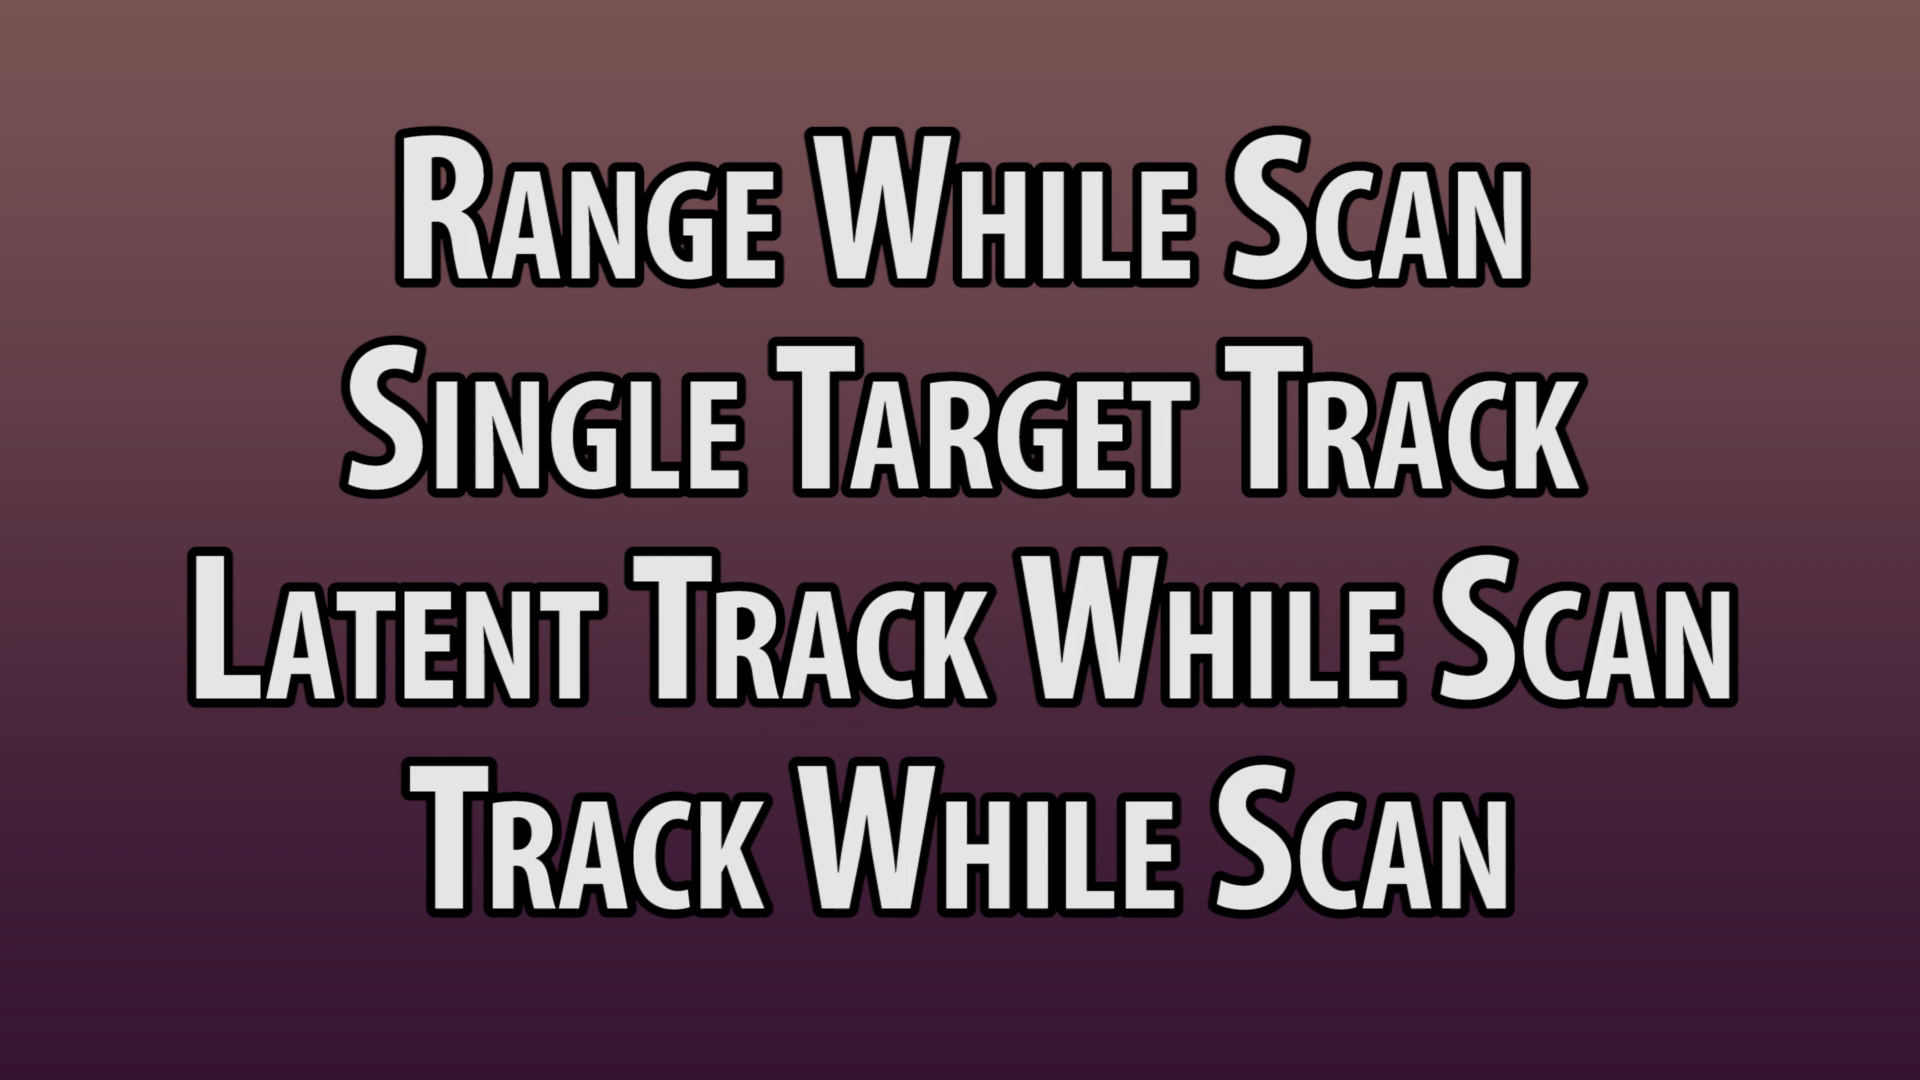 Range While Scan
Single Target Track
Latent Track While Scan
Track While Scan